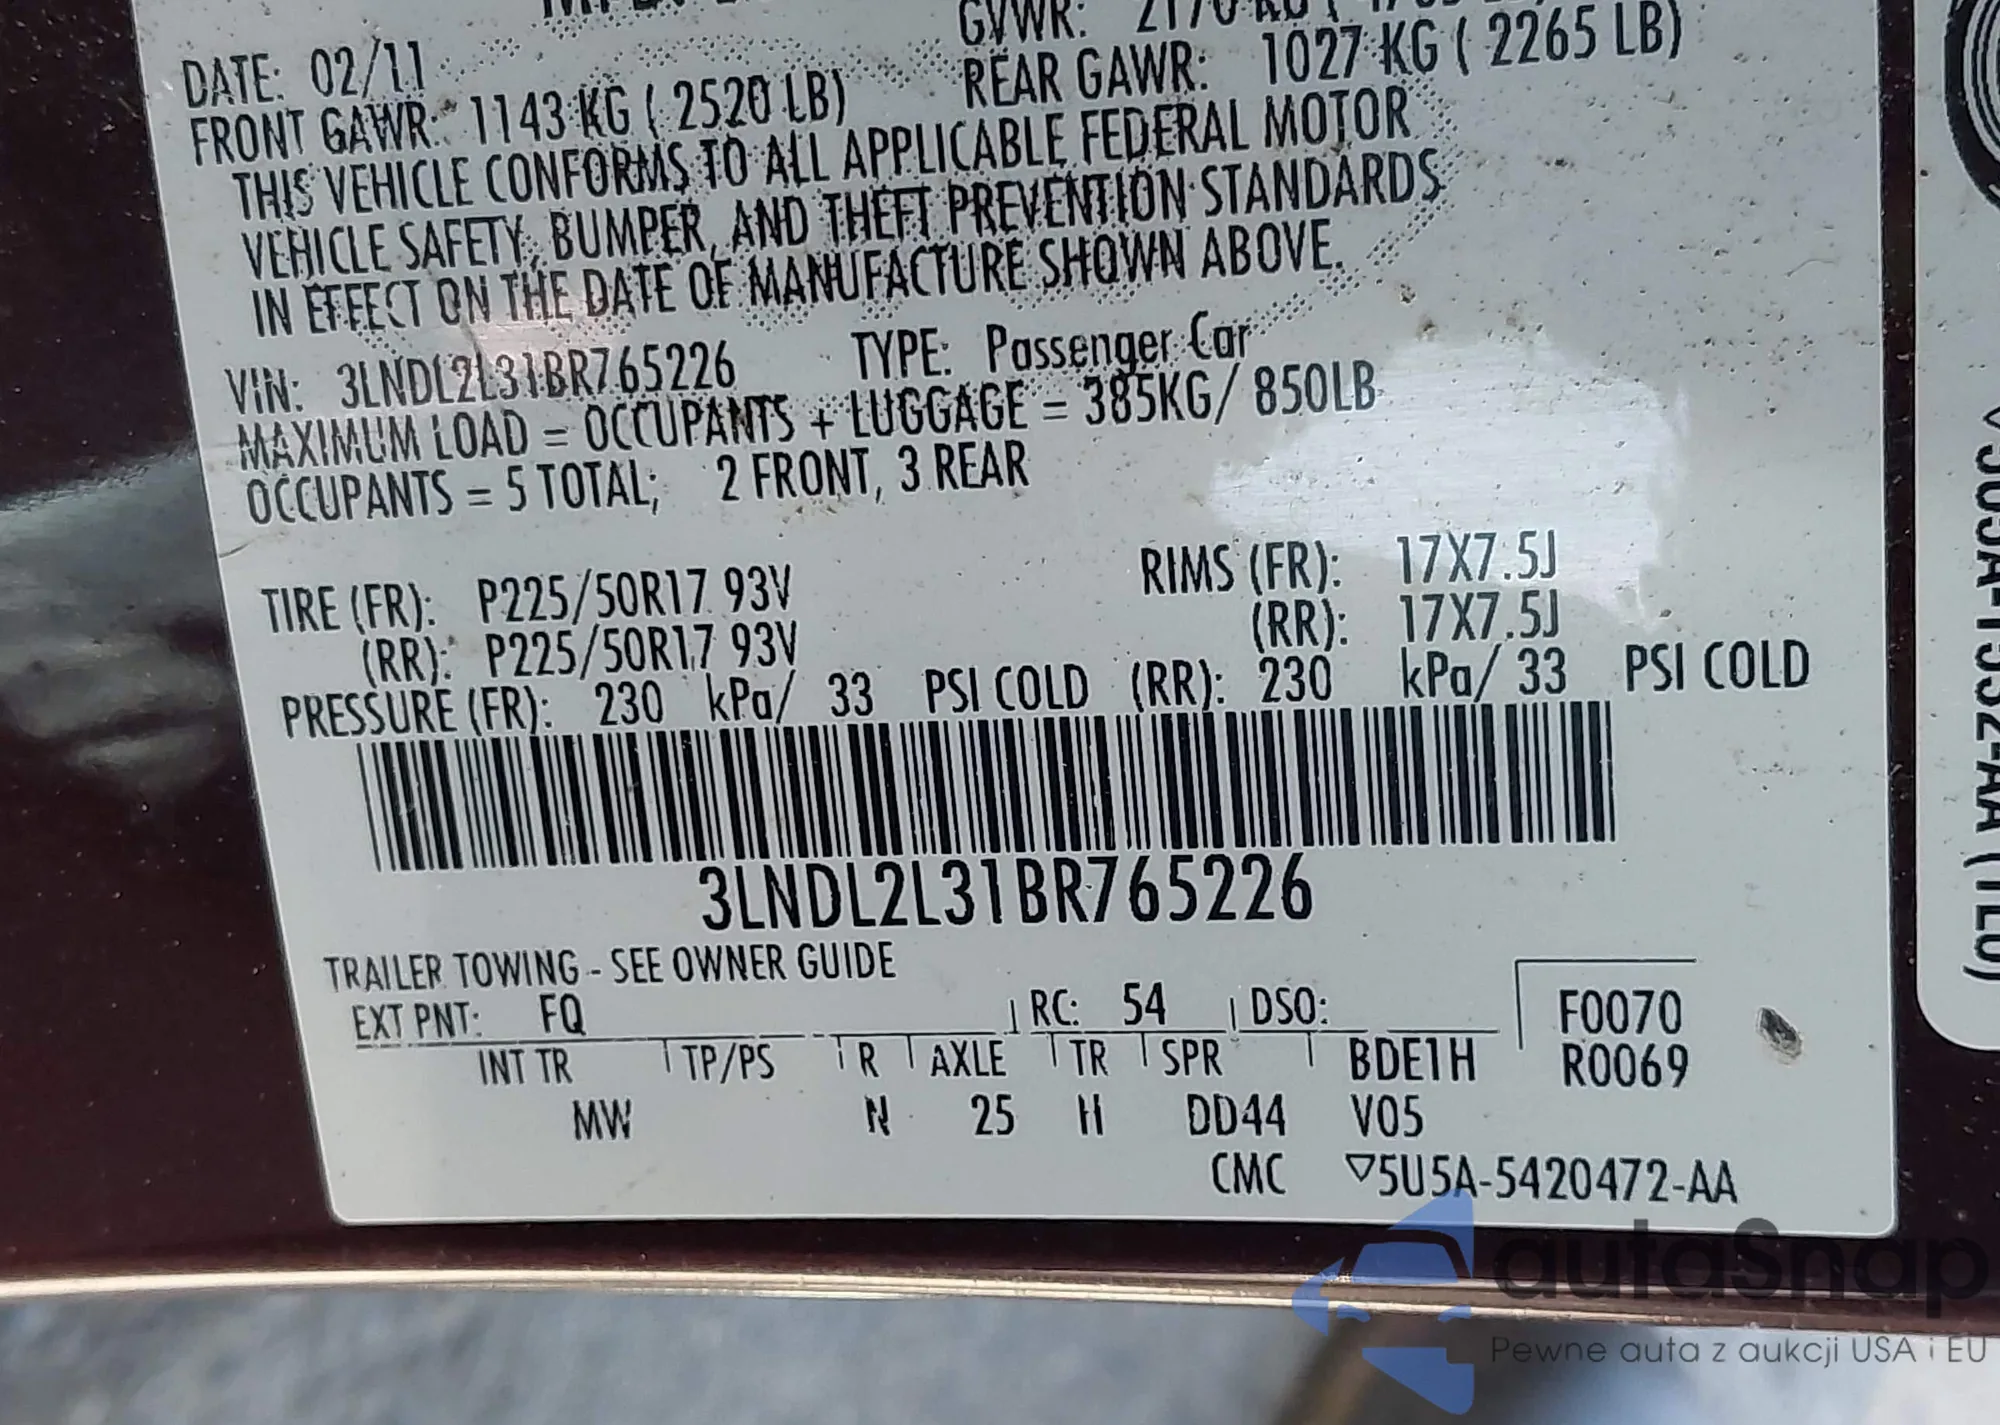 GVWR: 2170 KG
DATE: 02/11
FRONT GAWR: 1143 KG ( 2520 LB) REAR GAWR: 1027 KG ( 2265 LB)
THIS VEHICLE CONFORMS TO ALL APPLICABLE FEDERAL MOTOR
VEHICLE SAFETY, BUMPER, AND THEFT PREVENTION STANDARDS
IN EFFECT ON THE DATE OF MANUFACTURE SHOWN ABOVE.
VIN: 3LNDL2L31BR765226 TYPE: Passenger Car
MAXIMUM LOAD = OCCUPANTS + LUGGAGE = 385KG/ 850LB
OCCUPANTS = 5 TOTAL; 2 FRONT, 3 REAR
TIRE (FR): P225/50R17 93V RIMS (FR): 17X7.5J
(RR): P225/50R17 93V (RR): 17X7.5J
PRESSURE (FR): 230 kPa/ 33 PSI COLD (RR): 230 kPa/ 33 PSI COLD
3LNDL2L31BR765226
TRAILER TOWING - SEE OWNER GUIDE
EXT PNT: FQ RC: 54 DSO: F0070
INT TR TP/PS R AXLE TR SPR BDE1H R0069
MW N 25 H DD44 V05
CMC ▽5U5A-5420472-AA
autaSnap
Pewne auta z aukcji USA i EU